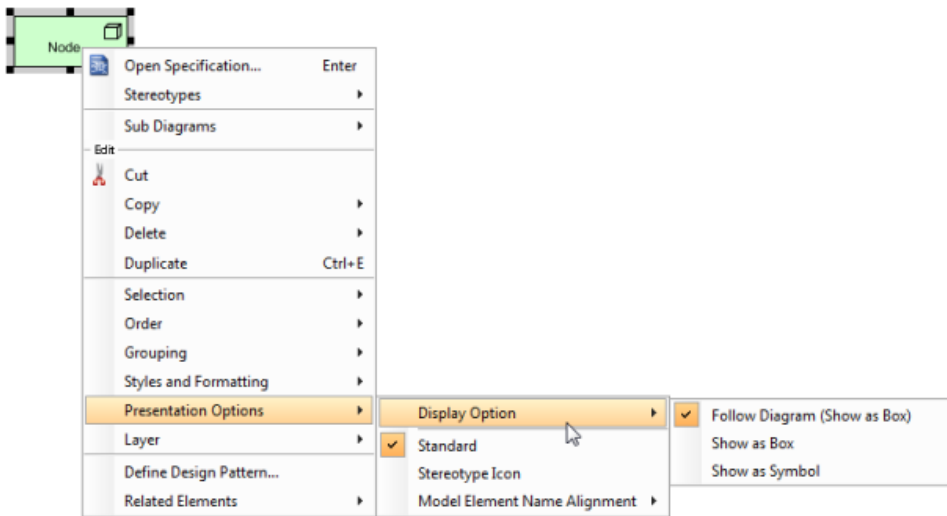 Node
Open Specification... Enter
Stereotypes
Sub Diagrams
Edit
Cut
Copy
Delete
Duplicate Ctrl+E
Selection
Order
Grouping
Styles and Formatting
Presentation Options
Layer
Define Design Pattern...
Related Elements
Display Option
Standard
Stereotype Icon
Model Element Name Alignment
Follow Diagram (Show as Box)
Show as Box
Show as Symbol